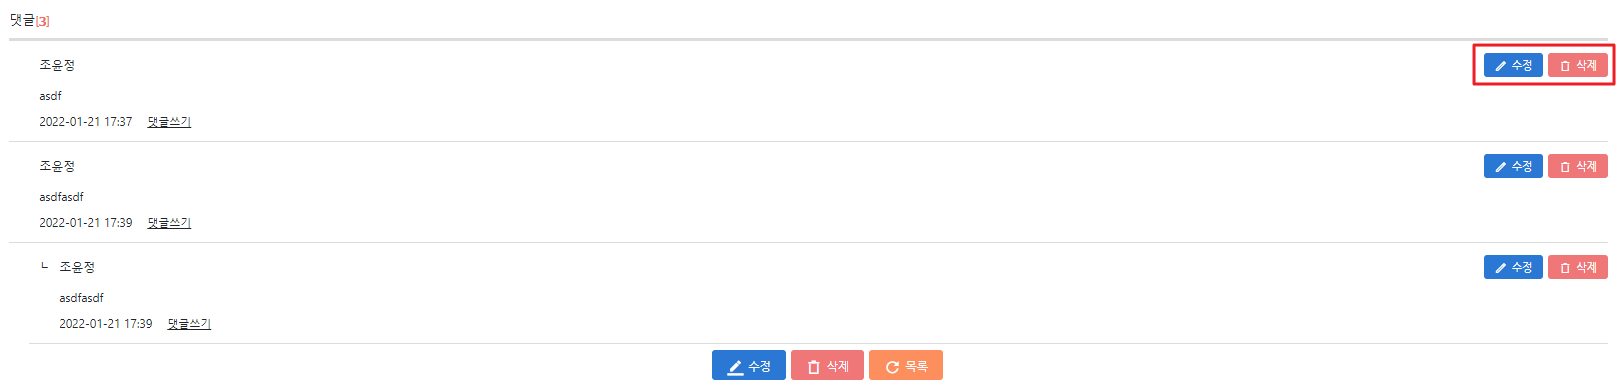 댓글[3]
조윤정 수정 삭제
asdf
2022-01-21 17:37 댓글쓰기
조윤정 수정 삭제
asdfasdf
2022-01-21 17:39 댓글쓰기
ㄴ 조윤정 수정 삭제
asdfasdf
2022-01-21 17:39 댓글쓰기
수정 삭제 목록